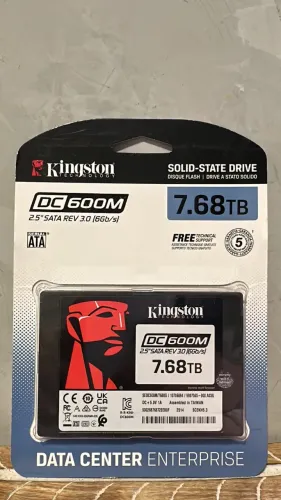 Kingston
TECHNOLOGY
SOLID-STATE DRIVE
DISQUE FLASH | DRIVE A STATO SOLIDO
DC600M
2.5" SATA REV 3.0 (6Gb/s)
7.68TB
SERIAL
ATA
FREE TECHNICAL
SUPPORT
5
Kingston
TECHNOLOGY
DC600M
2.5" SATA REV 3.0 (6Gb/s)
7.68TB
Assembled in TAIWAN
DATA CENTER ENTERPRISE